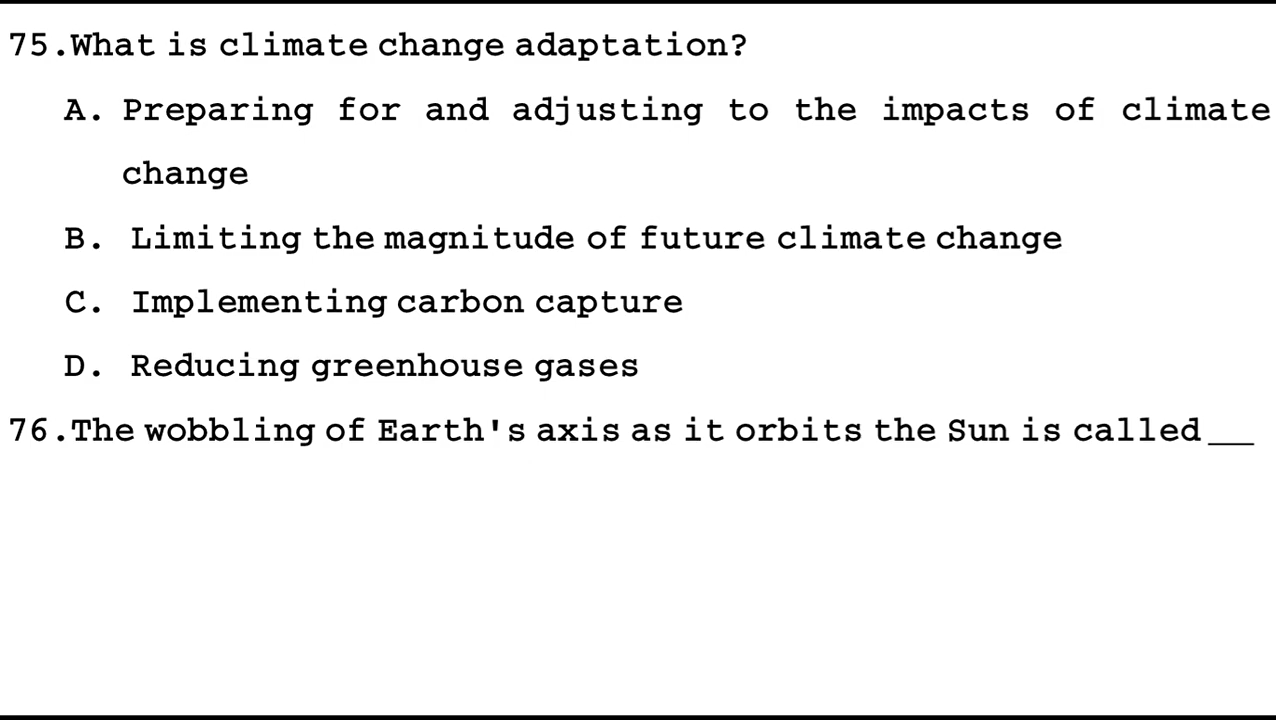 75.What is climate change adaptation?
A. Preparing for and adjusting to the impacts of climate
change
B. Limiting the magnitude of future climate change
C. Implementing carbon capture
D. Reducing greenhouse gases
76.The wobbling of Earth's axis as it orbits the Sun is called__